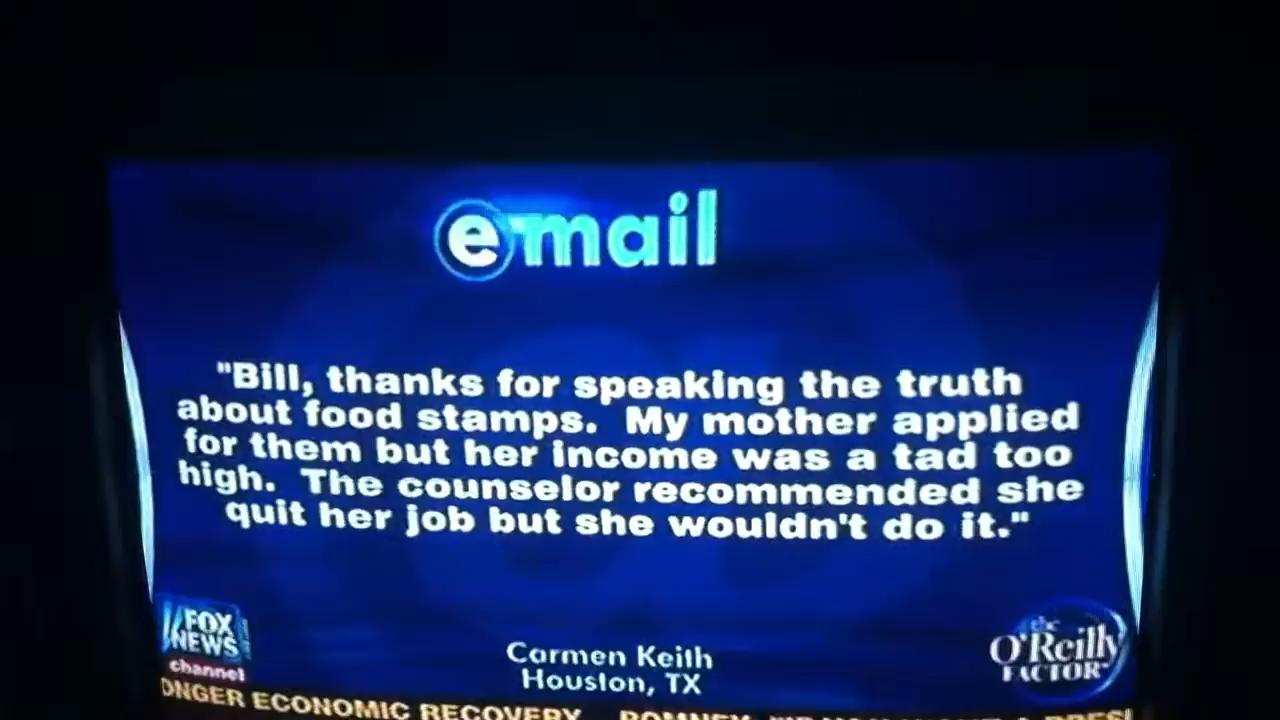 email
"Bill, thanks for speaking the truth
about food stamps. My mother applied
for them but her income was a tad too
high. The counselor recommended she
quit her job but she wouldn't do it."
FOX
NEWS
channel
Carmen Keith
Houston, TX
the
O'Reilly
FACTOR
ONGER ECONOMIC RECOVERY ROMNEY: